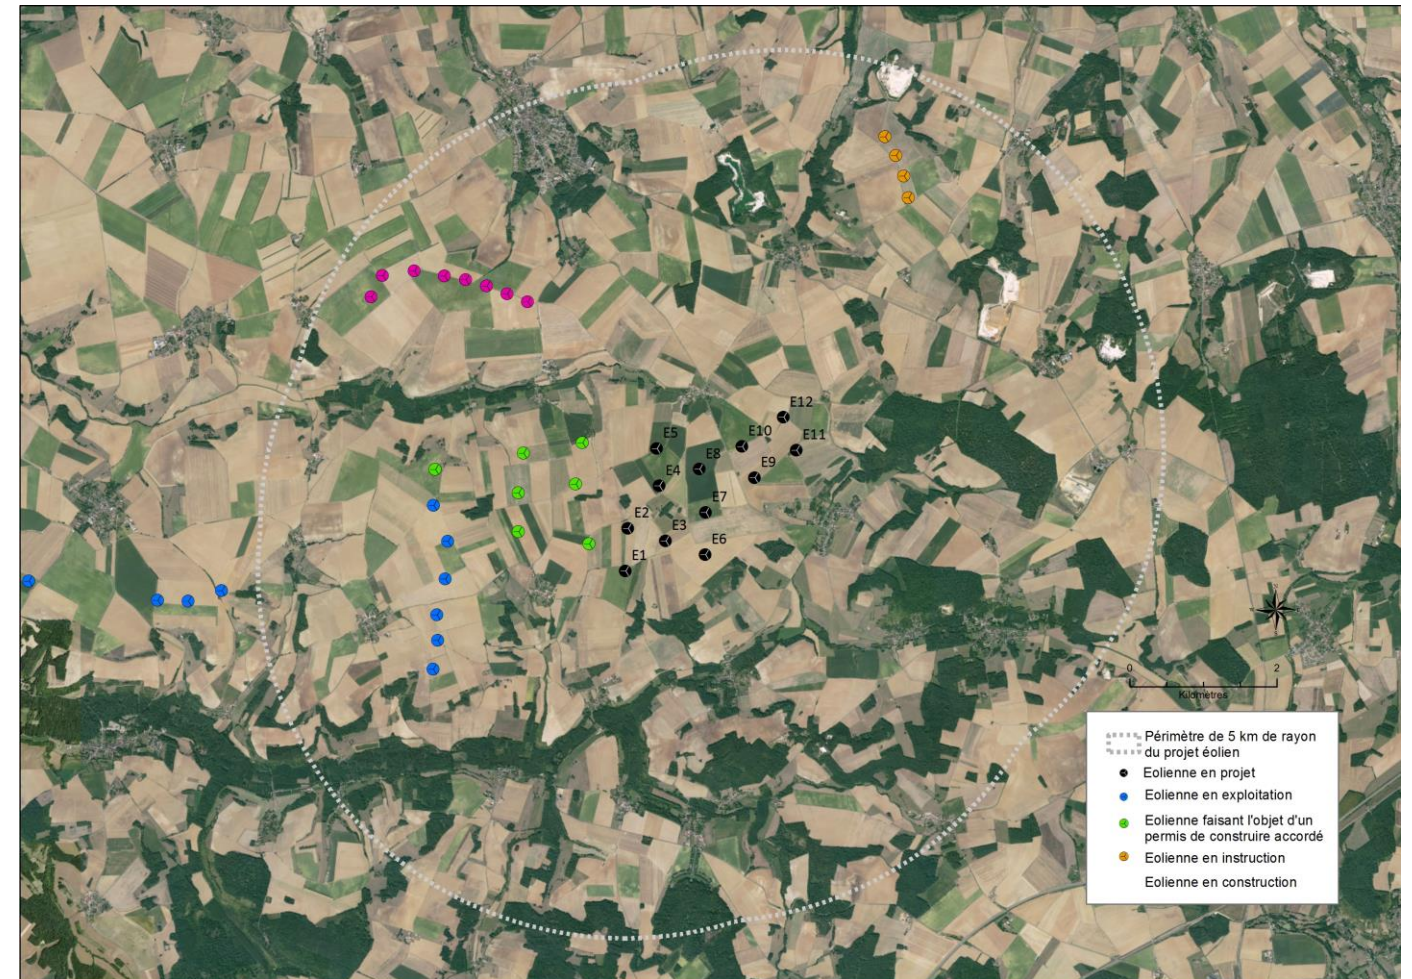 E12
E10
E11
E5
E8
E9
E4
E7
E2
E3
E6
E1
0
2
Kilomètres
Périmètre de 5 km de rayon
du projet éolien
Eolienne en projet
Eolienne en exploitation
Eolienne faisant l'objet d'un
permis de construire accordé
Eolienne en instruction
Eolienne en construction